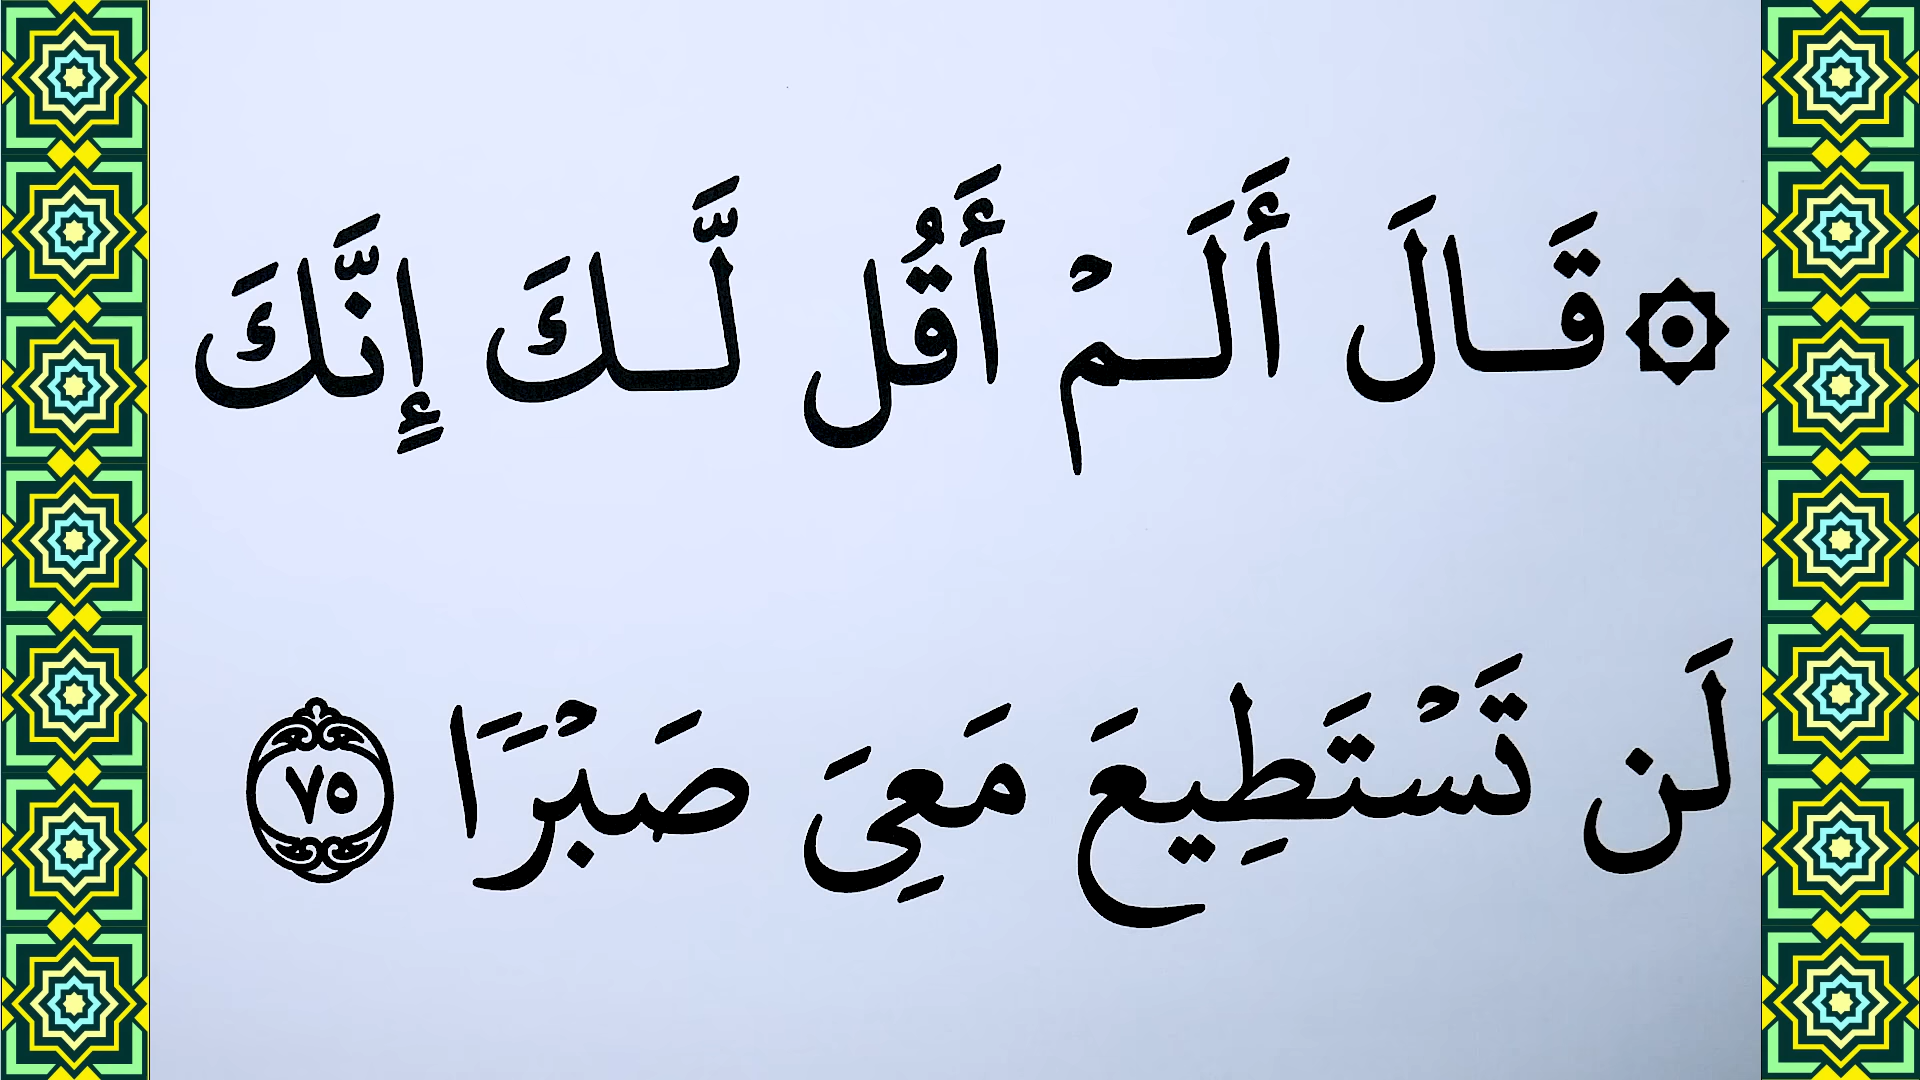 ۞ قَالَ أَلَمْ أَقُل لَّكَ إِنَّكَ
لَن تَسْتَطِيعَ مَعِىَ صَبْرًا ٧٥